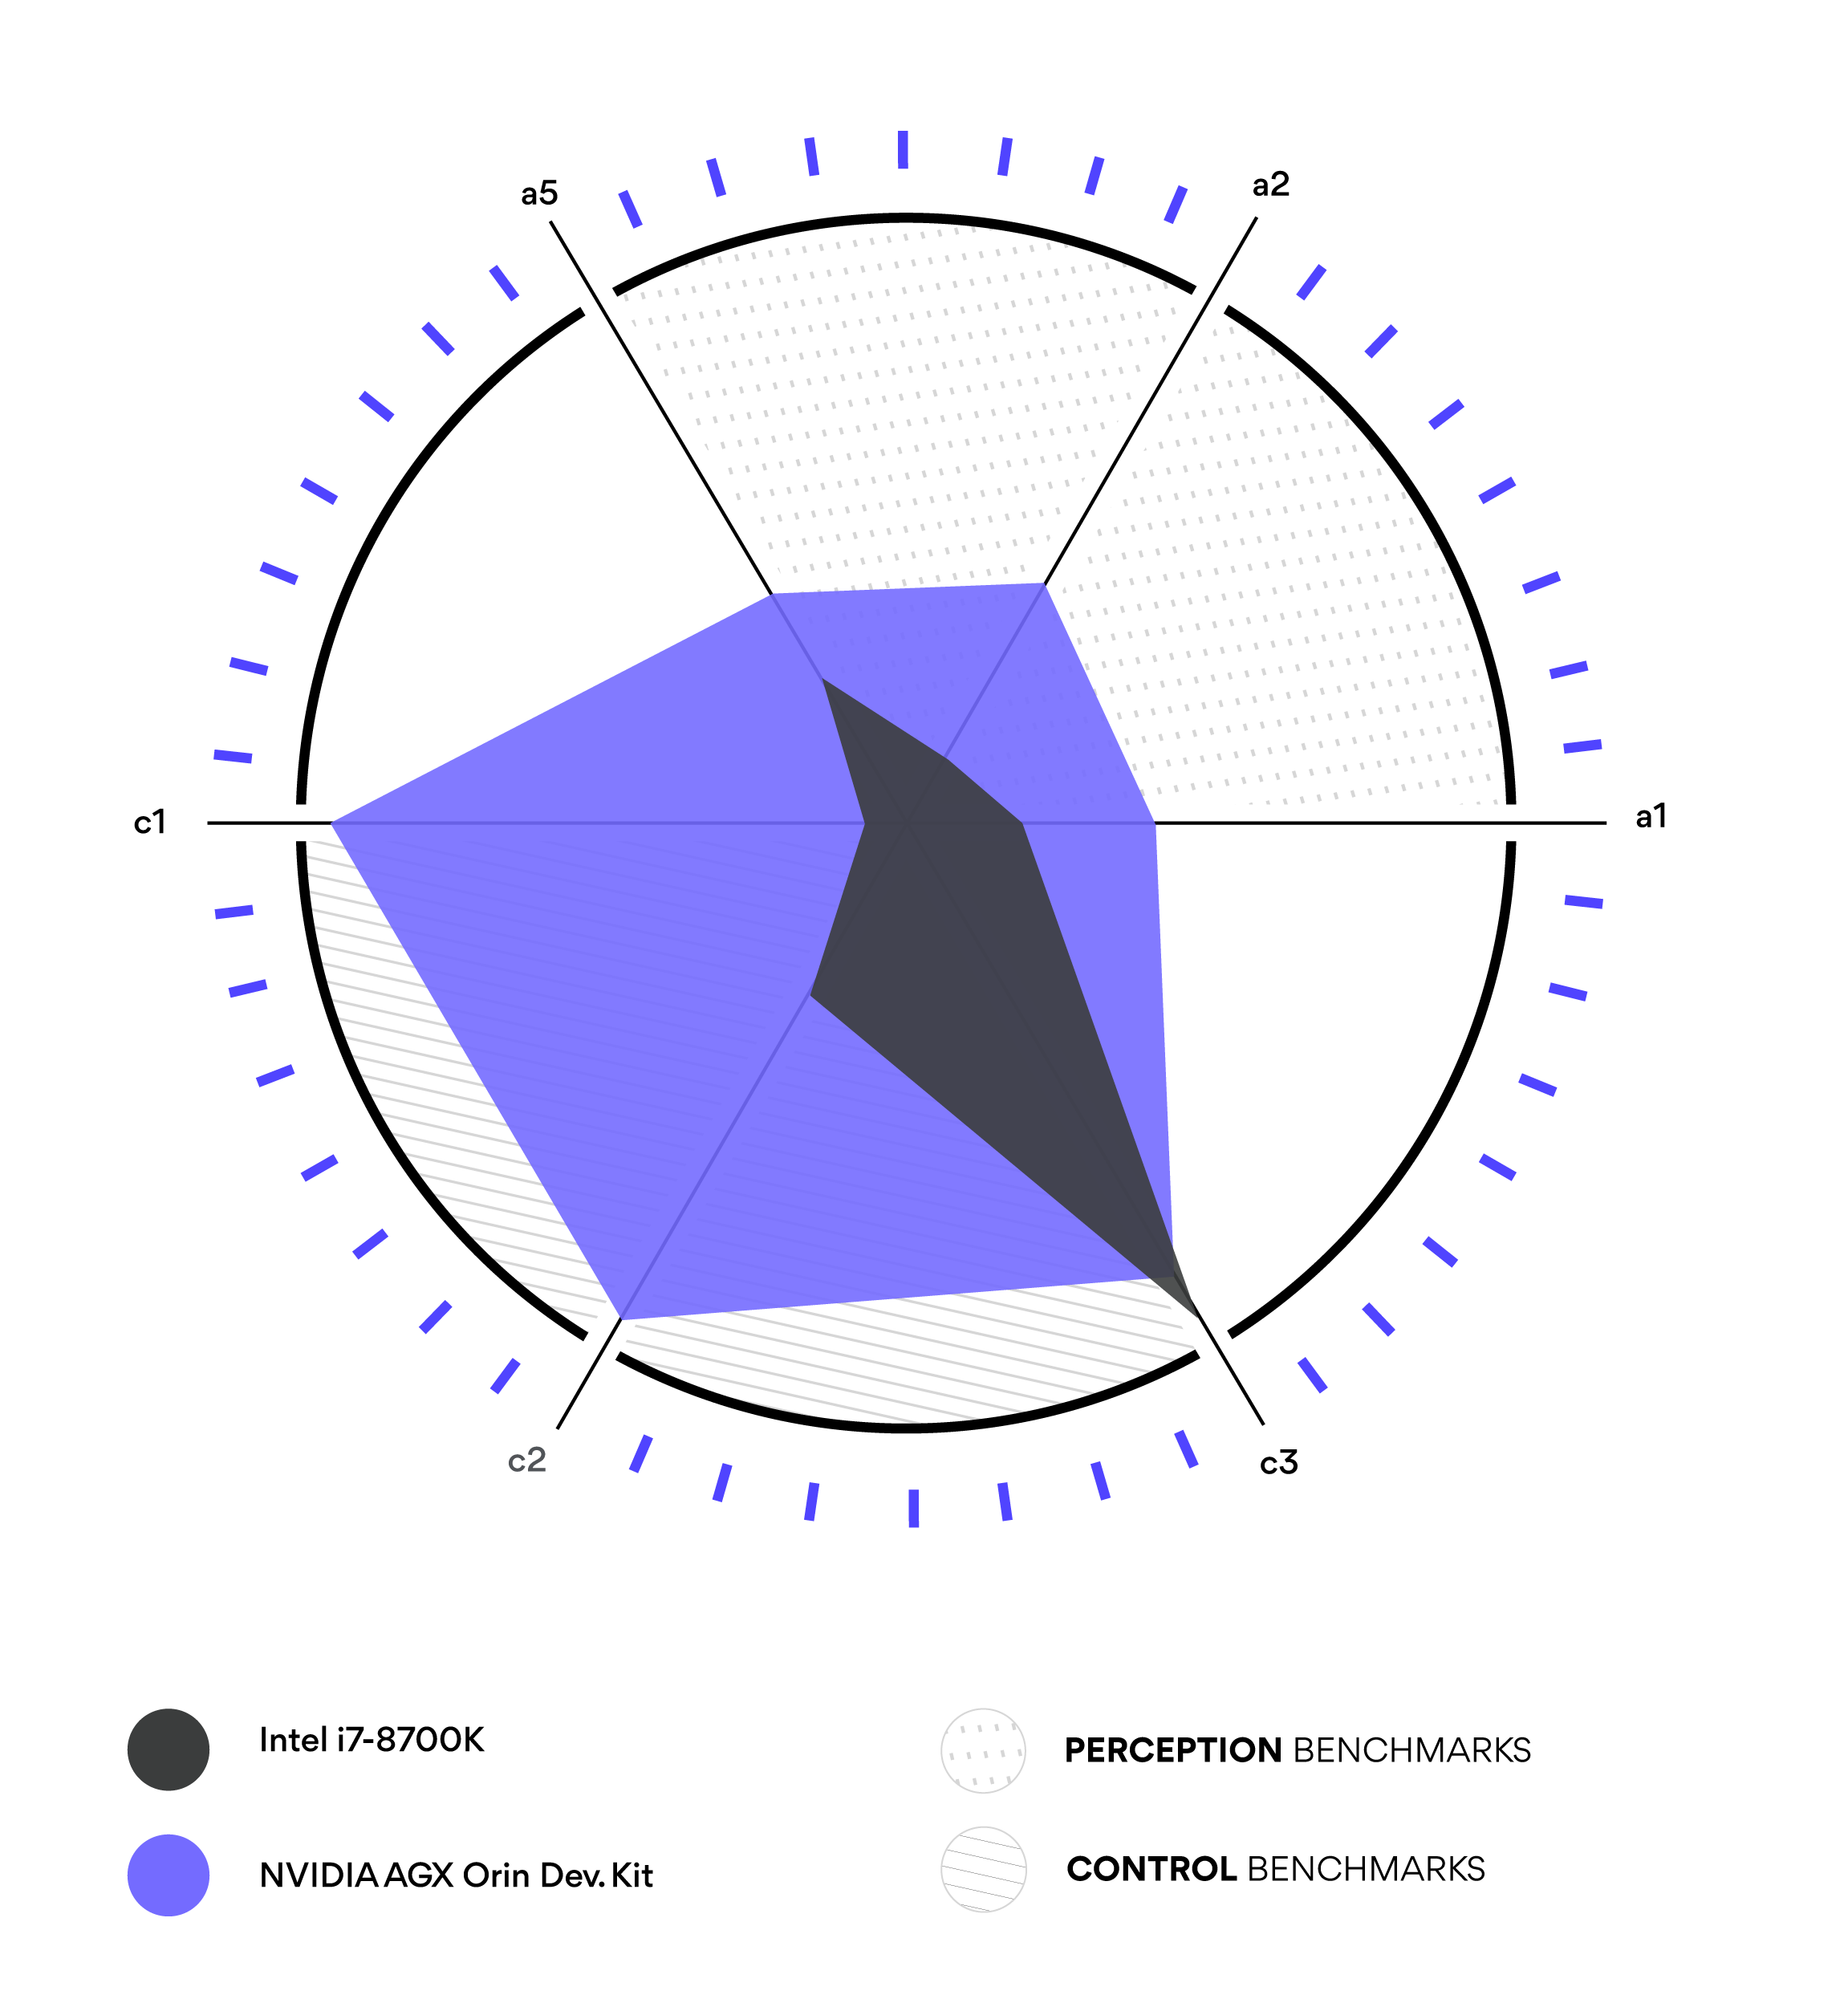 a5
a2
c1
a1
c2
c3
Intel i7-8700K
PERCEPTION BENCHMARKS
NVIDIA AGX Orin Dev. Kit
CONTROL BENCHMARKS